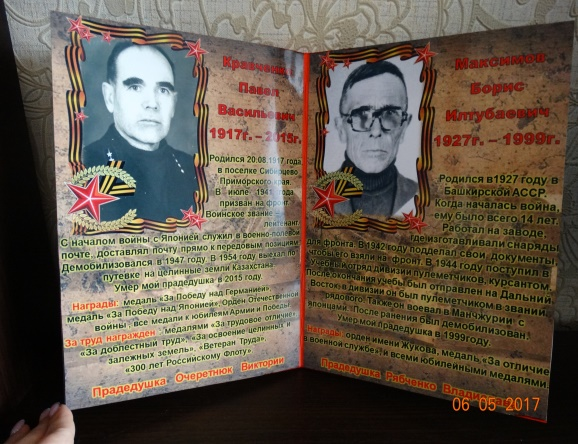 Кравченко
Павел
Васильевич
1917г. – 2015г.
Родился 20.08.1917 года
в поселке Сибирцево
Приморского края.
В июле 1941 года
призван на фронт.
Воинское звание –
лейтенант.
С началом войны с Японией служил в военно-полевой
почте, доставлял почту прямо к передовым позициям.
Демобилизовался в 1947 году. В 1954 году выехал по
путевке на целинные земли Казахстана.
Умер мой прадедушка в 2015 году.
Награды: медаль «За Победу над Германией»,
медаль «За Победу над Японией», Орден Отечественной
войны, все медали к юбилеям Армии и Победы.
За труд награжден медалями «За трудовое отличие»,
«За доблестный труд», «За освоение целинных и
залежных земель», «Ветеран Труда»,
«300 лет Российскому Флоту»
Прадедушка Очеретнюк Виктории
Максимов
Борис
Илтубаевич
1927г. – 1999г.
Родился в 1927 году в
Башкирской АССР.
Когда началась война,
ему было всего 14 лет.
Работал на заводе,
где изготавливали снаряды
для фронта. В 1942 году подделал свои документы,
чтобы его взяли на фронт. В 1944 году поступил в
учебный отряд дивизии пулеметчиков, курсантом.
После окончания учебы был отправлен на Дальний
Восток в дивизии он был пулеметчиком в звании
рядового. Также он воевал в Манчжурии с
японцами. После ранения был демобилизован.
Умер мой прадедушка в 1999году.
Награды: орден имени Жукова, медаль «За отличие
в военной службе», и всеми юбилейными медалями.
Прадедушка Рябченко
06 05 2017